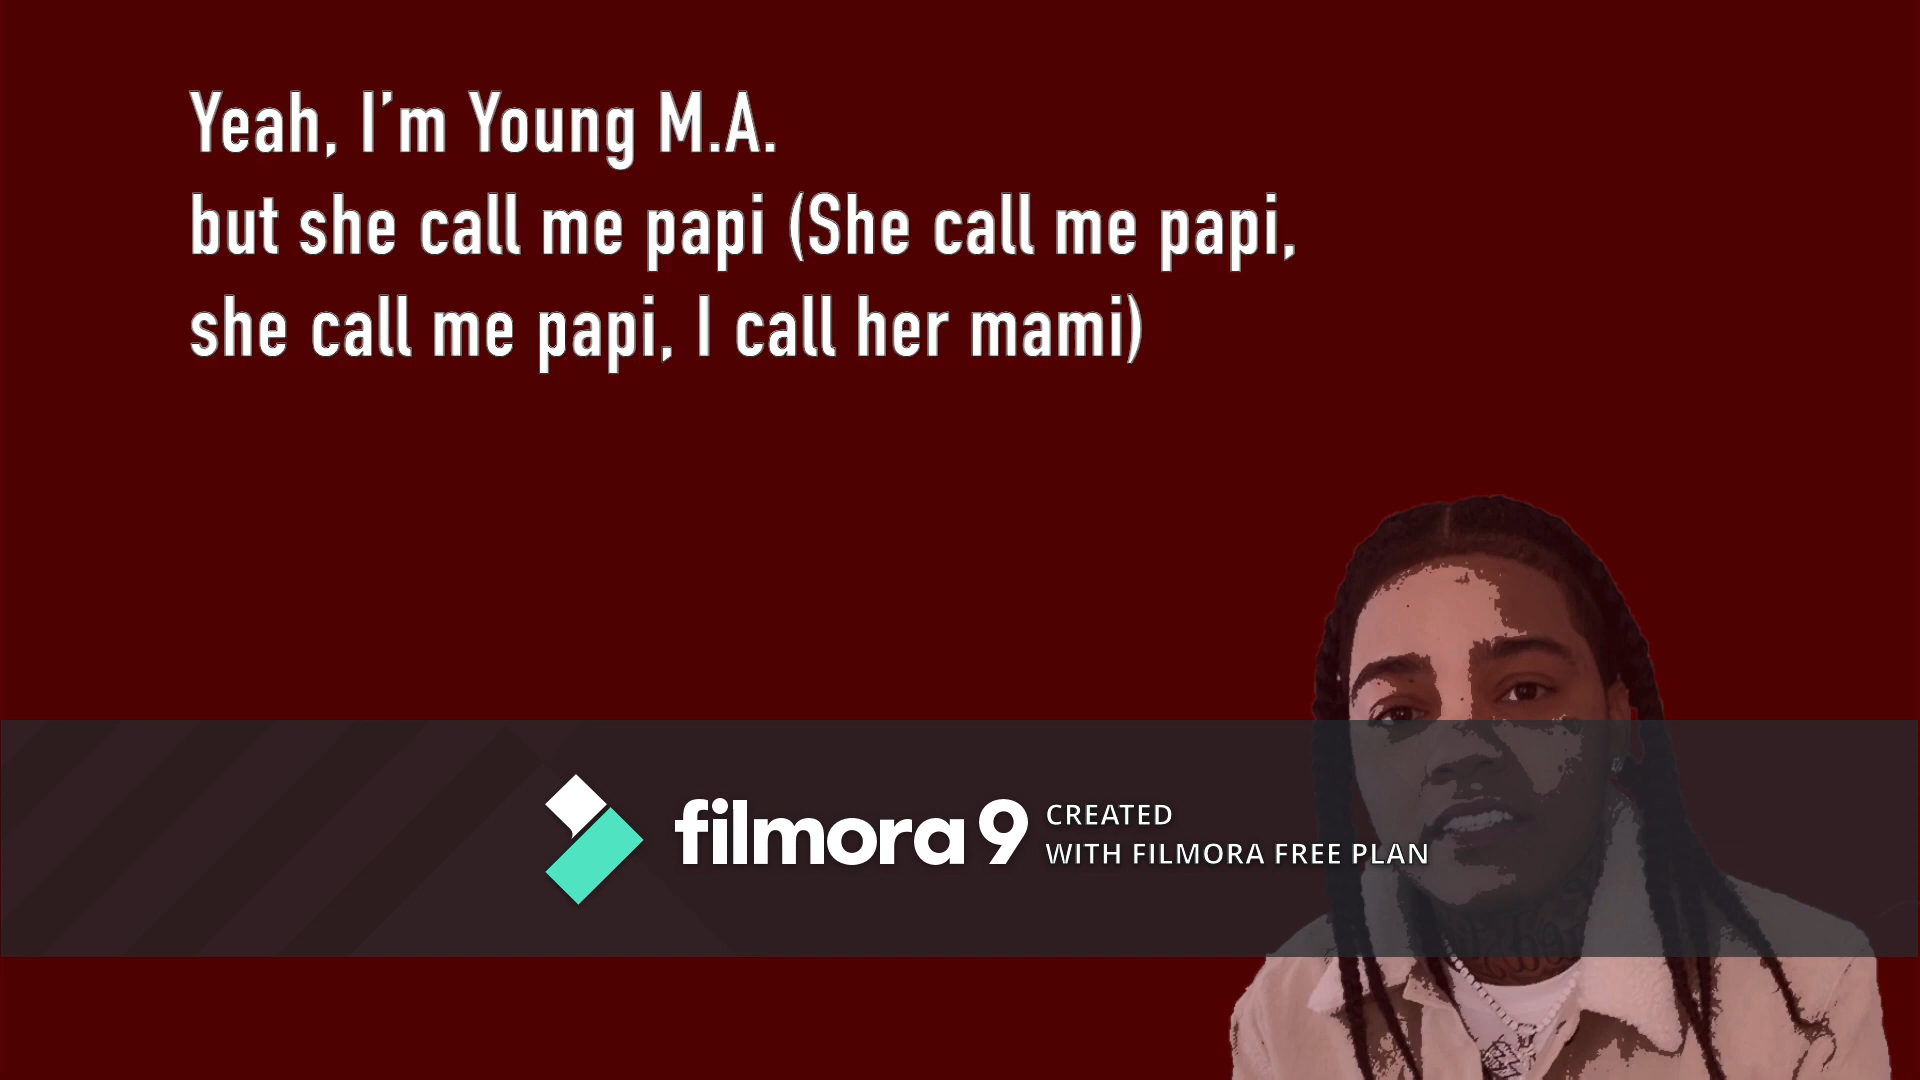 Yeah, I’m Young M.A.
but she call me papi (She call me papi,
she call me papi, I call her mami)
filmora 9 CREATED
WITH FILMORA FREE PLAN